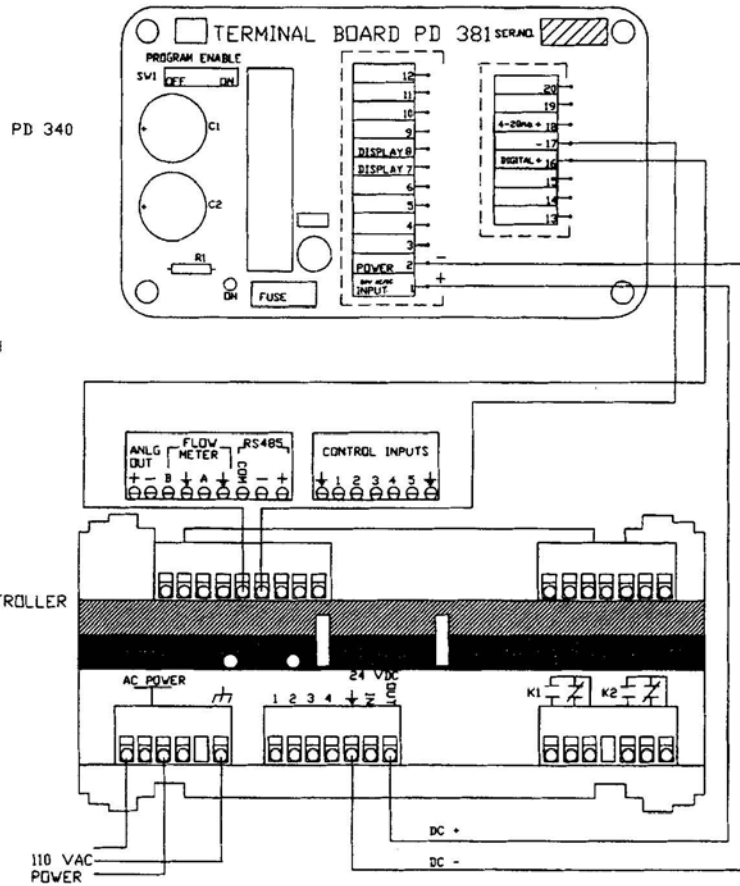 TERMINAL BOARD PD 381 SER.NO.
PROGRAM ENABLE
SW1 OFF ON
PD 340
C1
C2
R1
ON
FUSE
12
11
10
9
DISPLAY 8
DISPLAY 7
6
5
4
3
POWER 2 -
INPUT 1 +
20
19
4-20ma + 18
- 17
DIGITAL + 16
15
14
13
ANLG OUT
FLOW METER
RS485
+ - B A COM - +
CONTROL INPUTS
1 2 3 4 5
TROLLER
AC POWER
24 VDC
1 2 3 4 IN OUT
K1 K2
110 VAC
POWER
DC +
DC -